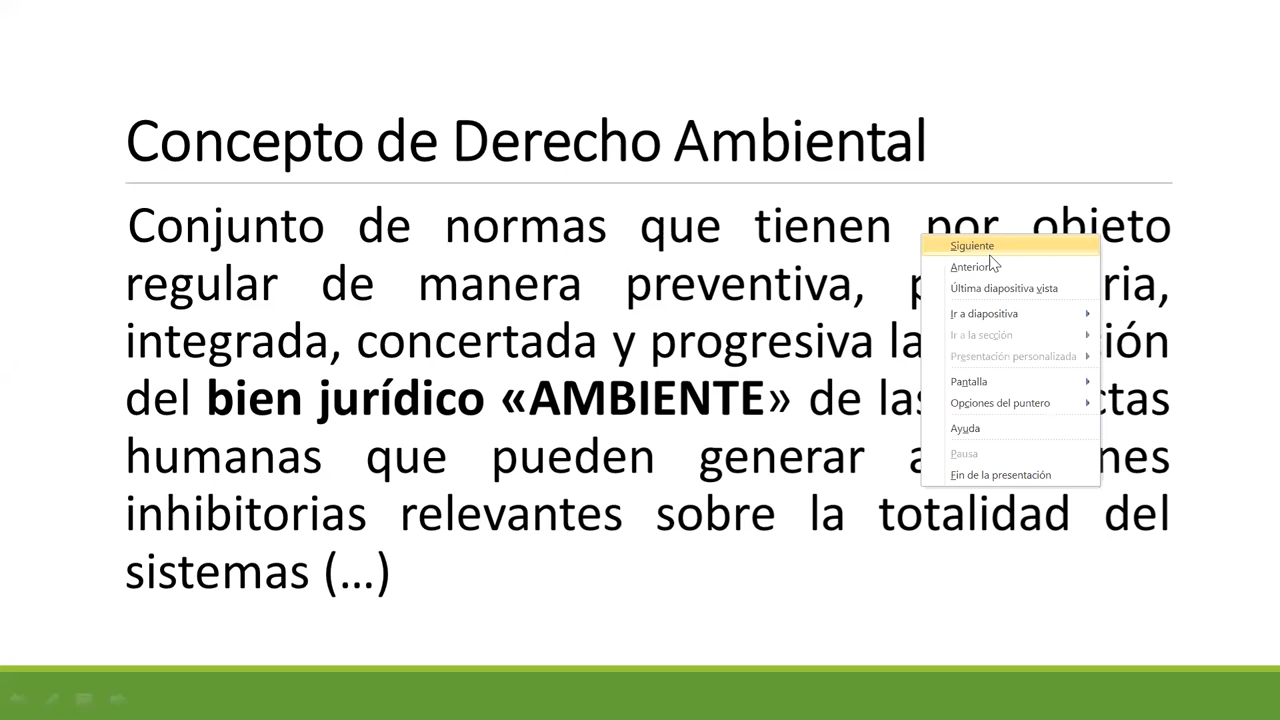 Concepto de Derecho Ambiental
Conjunto de normas que tienen por objeto
regular de manera preventiva,
integrada, concertada y progresiva la
del bien jurídico «AMBIENTE» de
humanas que pueden generar
inhibitorias relevantes sobre la totalidad del
sistemas (...)
Siguiente
Anterior
Última diapositiva vista
Ir a diapositiva
Ir a la sección
Presentación personalizada
Pantalla
Opciones del puntero
Ayuda
Pausa
Fin de la presentación